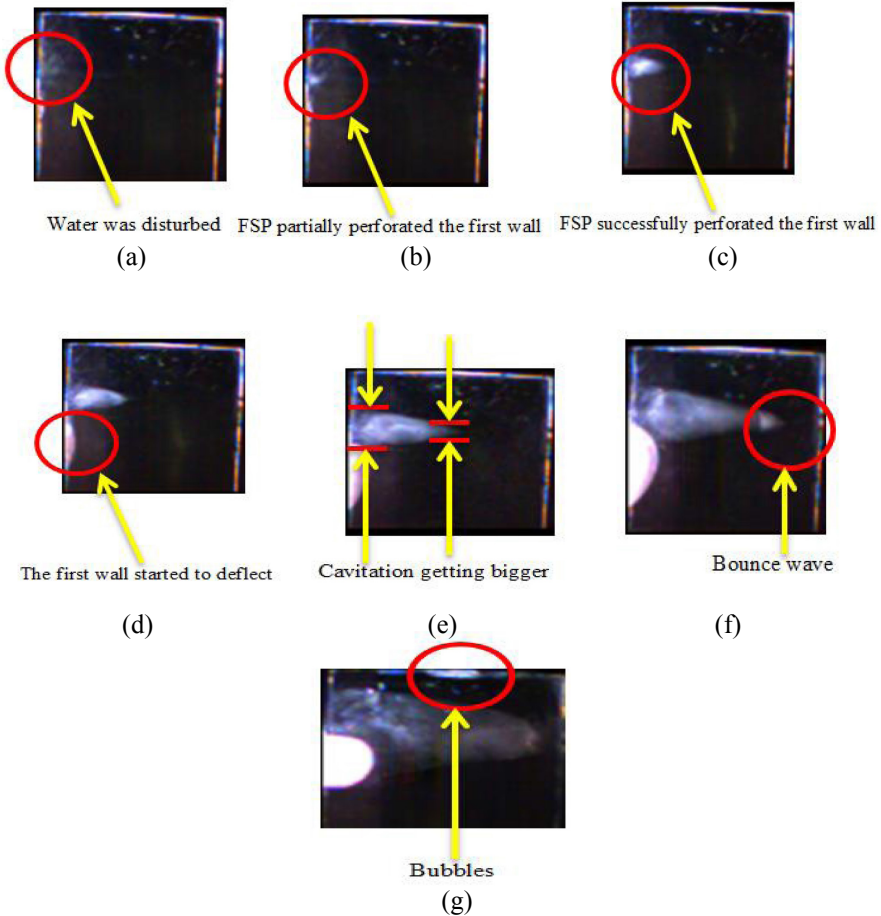 Water was disturbed
(a)
FSP partially perforated the first wall
(b)
FSP successfully perforated the first wall
(c)
The first wall started to deflect
(d)
Cavitation getting bigger
(e)
Bounce wave
(f)
Bubbles
(g)